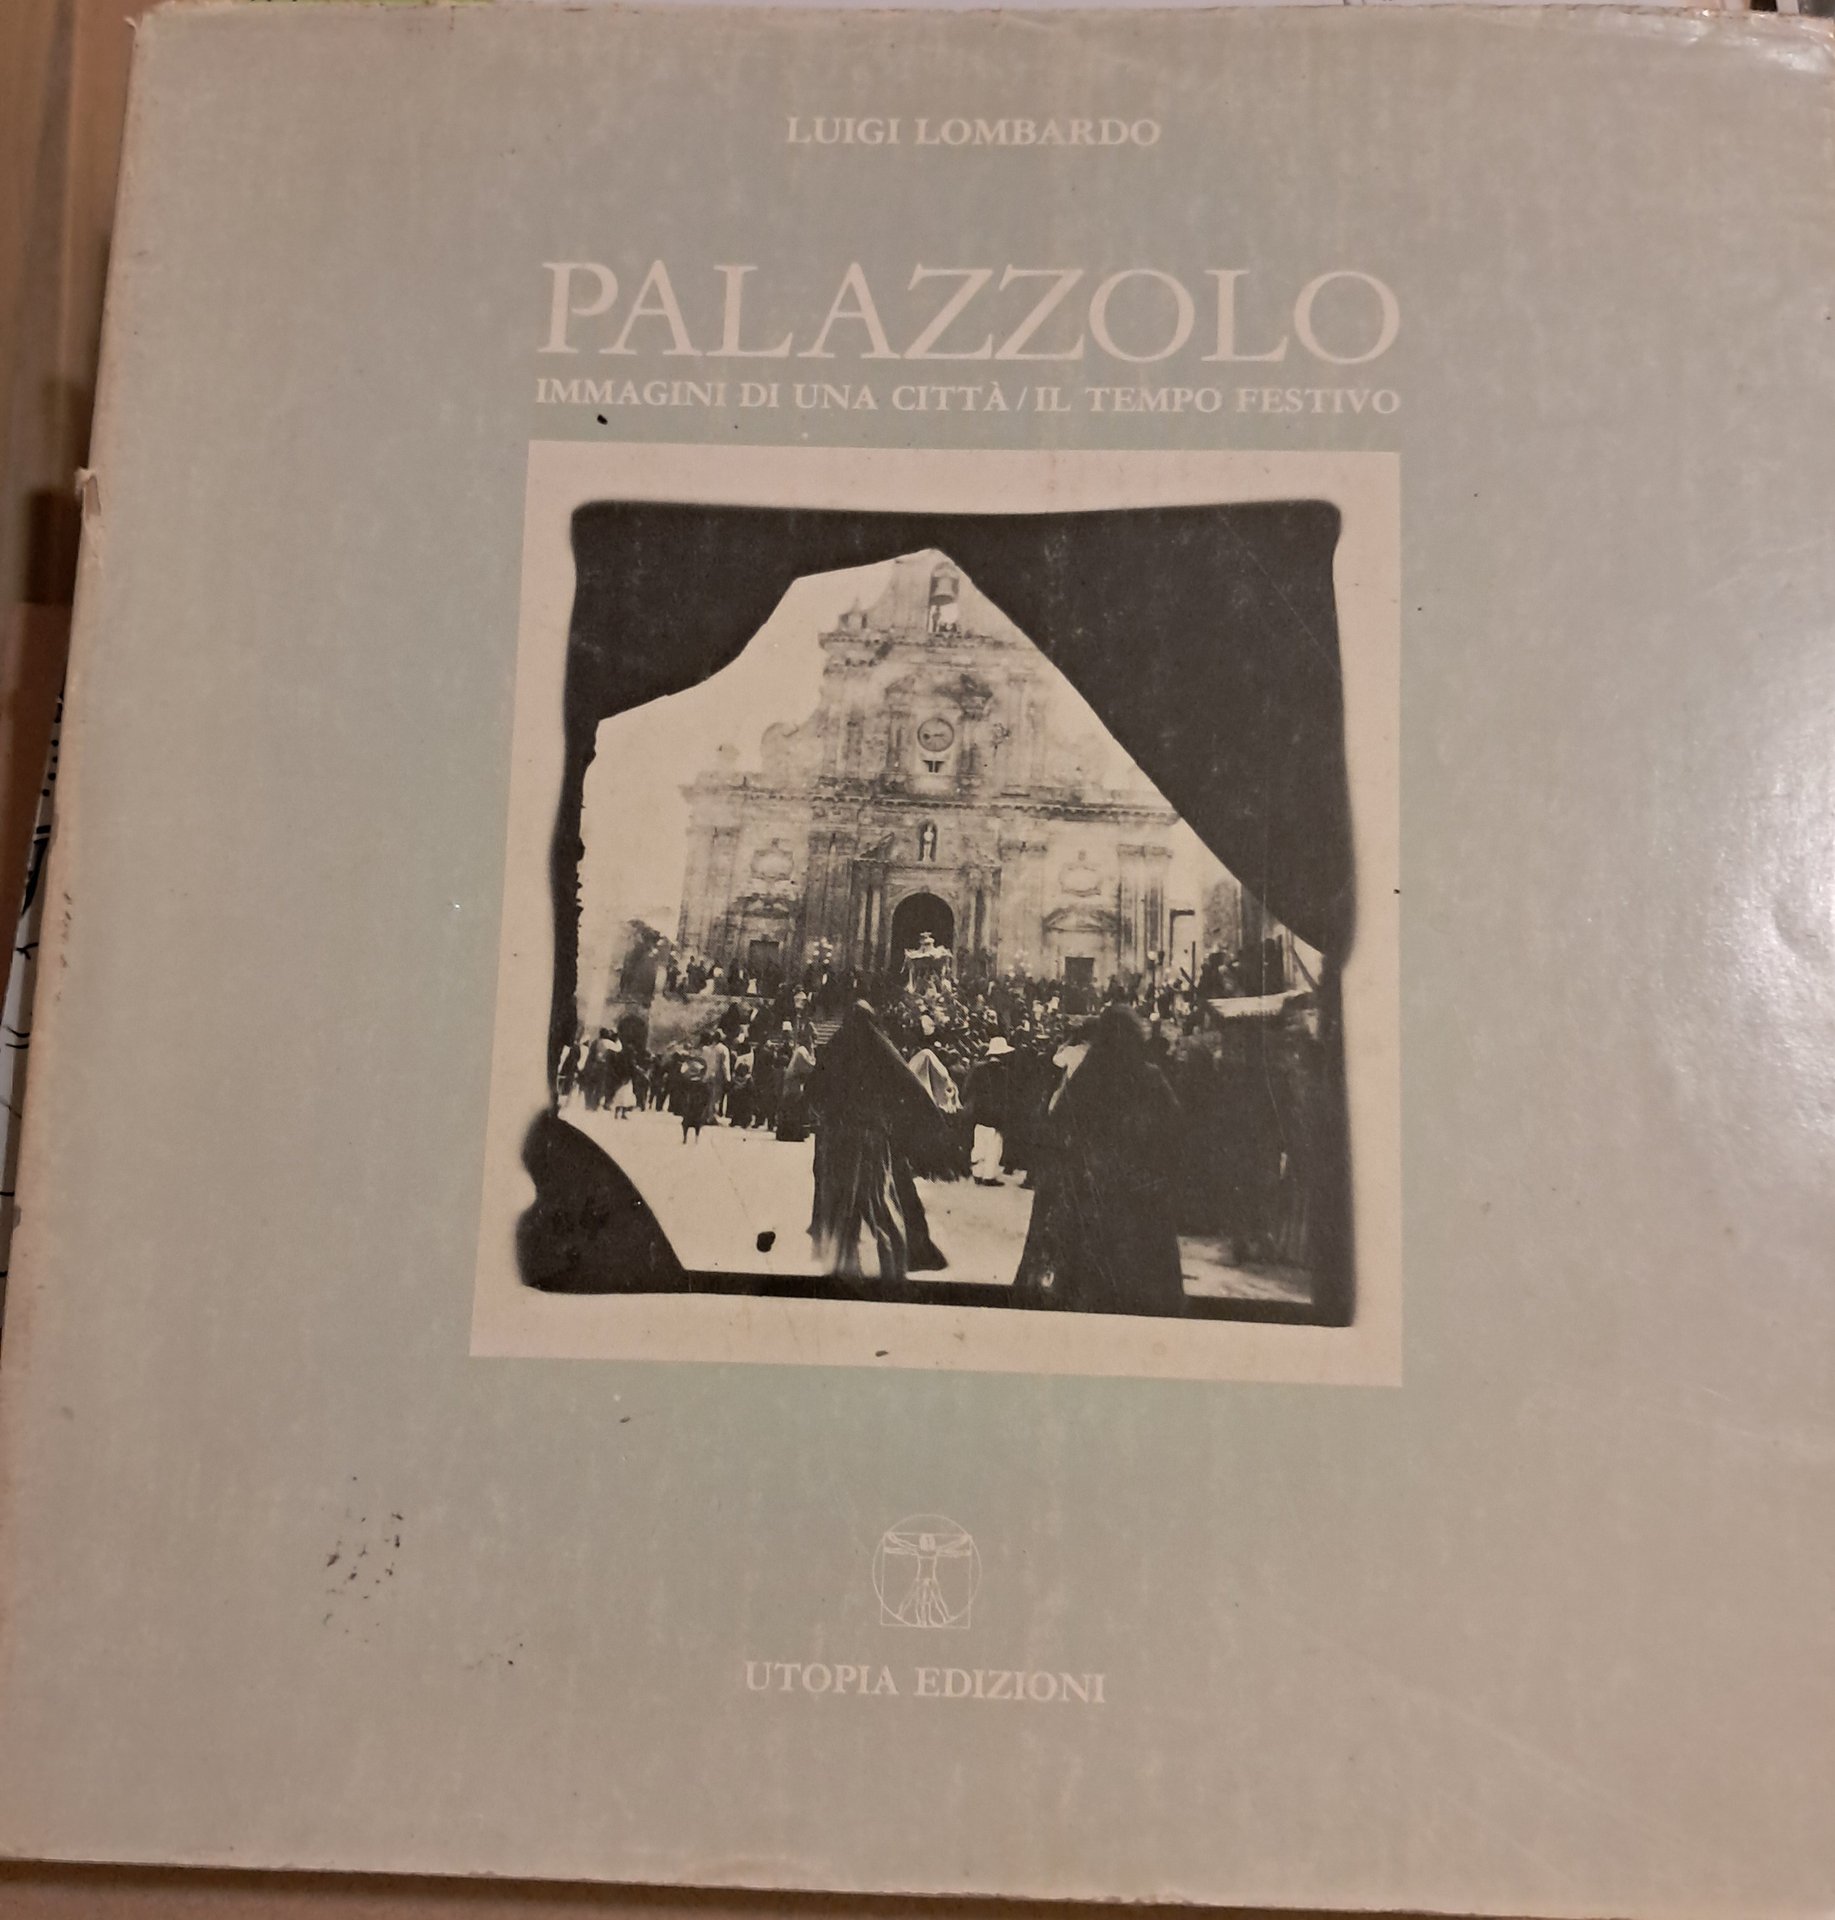 LUIGI LOMBARDO
PALAZZOLO
IMMAGINI DI UNA CITTÀ / IL TEMPO FESTIVO
UTOPIA EDIZIONI